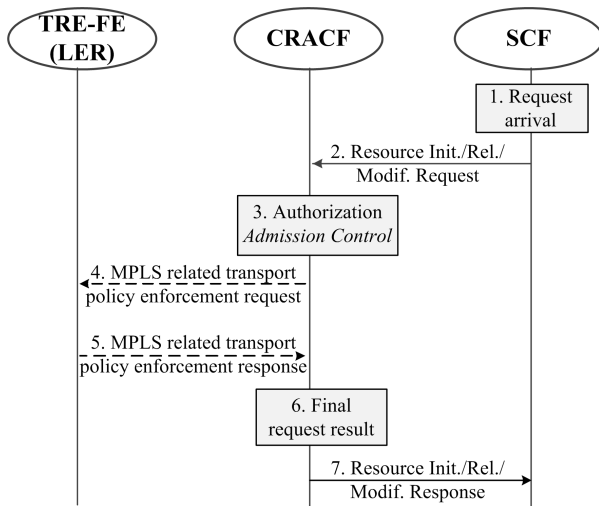 TRE-FE
(LER)
CRACF
SCF
1. Request
arrival
2. Resource Init./Rel./
Modif. Request
3. Authorization
Admission Control
4. MPLS related transport
policy enforcement request
5. MPLS related transport
policy enforcement response
6. Final
request result
7. Resource Init./Rel./
Modif. Response